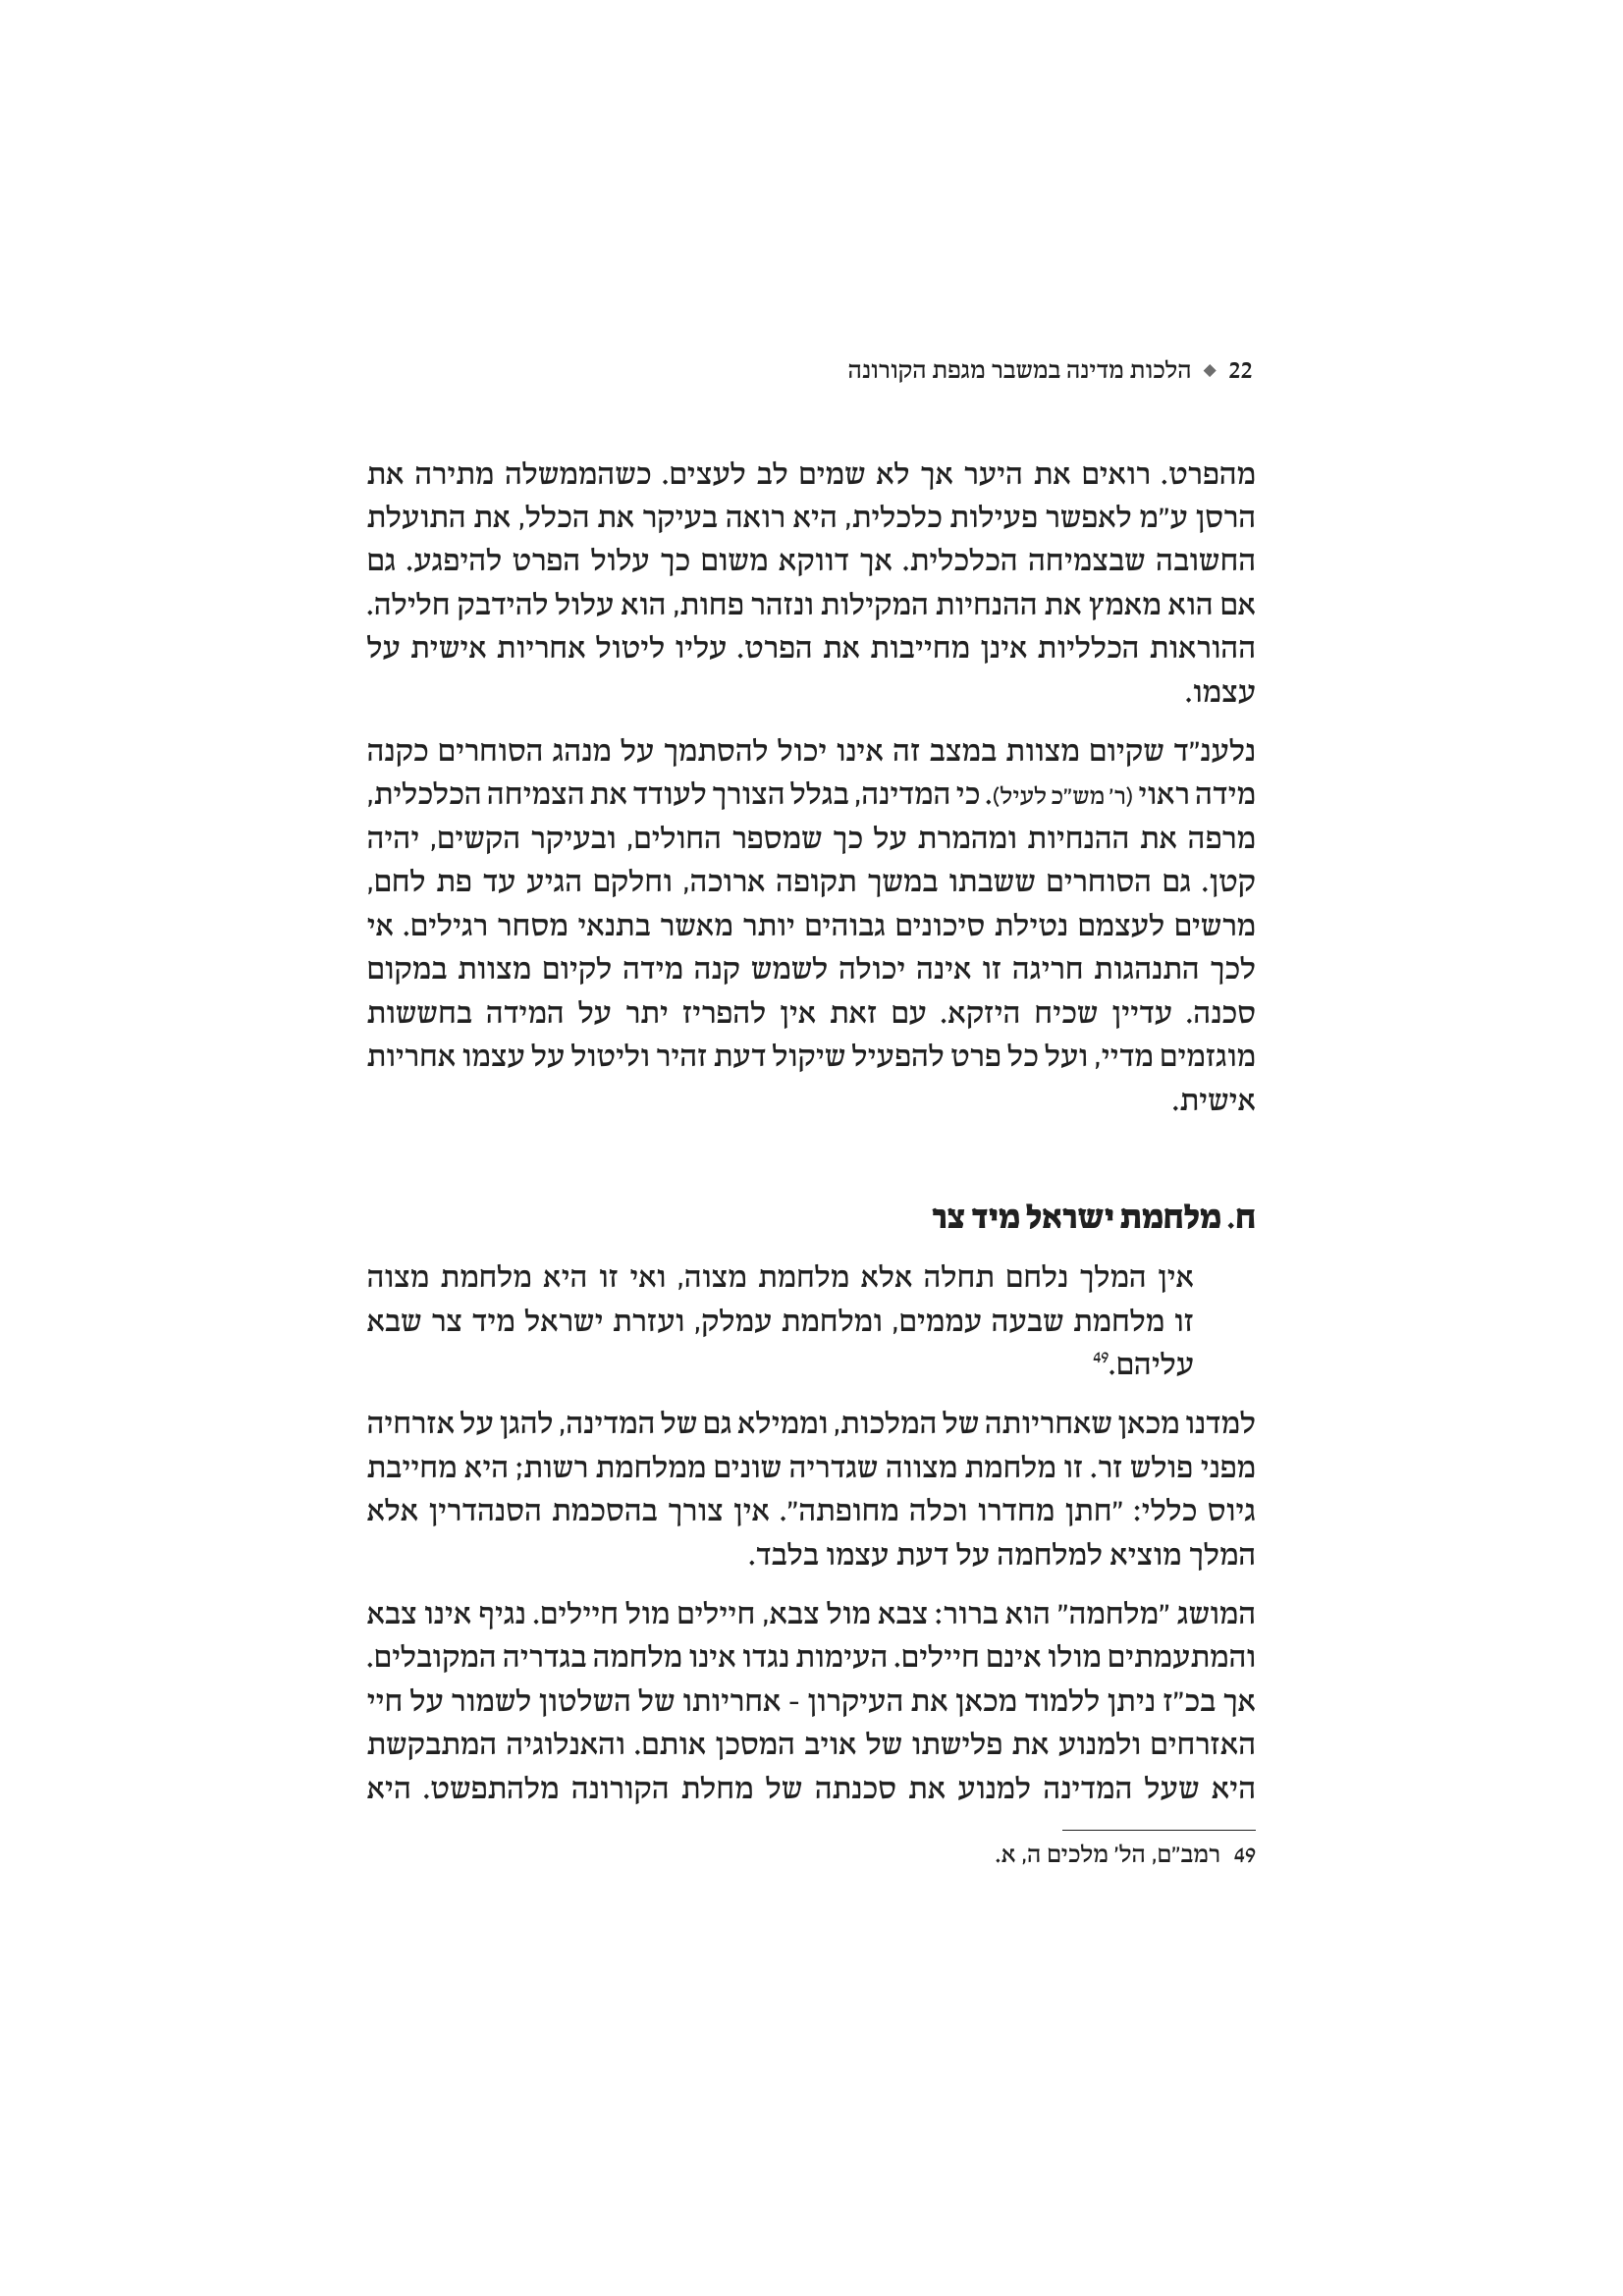 22 ◆ הלכות מדינה במשבר מגפת הקורונה
מהפרט. רואים את היער אך לא שמים לב לעצים. כשהממשלה מתירה את
הרסן ע"מ לאפשר פעילות כלכלית, היא רואה בעיקר את הכלל, את התועלת
החשובה שבצמיחה הכלכלית. אך דווקא משום כך עלול הפרט להיפגע. גם
אם הוא מאמץ את ההנחיות המקילות ונזהר פחות, הוא עלול להידבק חלילה.
ההוראות הכלליות אינן מחייבות את הפרט. עליו ליטול אחריות אישית על
עצמו.
נלענ"ד שקיום מצוות במצב זה אינו יכול להסתמך על מנהג הסוחרים כקנה
מידה ראוי (ר' מש"כ לעיל). כי המדינה, בגלל הצורך לעודד את הצמיחה הכלכלית,
מרפה את ההנחיות ומהמרת על כך שמספר החולים, ובעיקר הקשים, יהיה
קטן. גם הסוחרים ששבתו במשך תקופה ארוכה, וחלקם הגיע עד פת לחם,
מרשים לעצמם נטילת סיכונים גבוהים יותר מאשר בתנאי מסחר רגילים. אי
לכך התנהגות חריגה זו אינה יכולה לשמש קנה מידה לקיום מצוות במקום
סכנה. עדיין שכיח היזקא. עם זאת אין להפריז יתר על המידה בחששות
מוגזמים מדיי, ועל כל פרט להפעיל שיקול דעת זהיר וליטול על עצמו אחריות
אישית.
ח. מלחמת ישראל מיד צר
אין המלך נלחם תחלה אלא מלחמת מצוה, ואי זו היא מלחמת מצוה
זו מלחמת שבעה עממים, ומלחמת עמלק, ועזרת ישראל מיד צר שבא
עליהם.49
למדנו מכאן שאחריותה של המלכות, וממילא גם של המדינה, להגן על אזרחיה
מפני פולש זר. זו מלחמת מצווה שגדריה שונים ממלחמת רשות; היא מחייבת
גיוס כללי: "חתן מחדרו וכלה מחופתה". אין צורך בהסכמת הסנהדרין אלא
המלך מוציא למלחמה על דעת עצמו בלבד.
המושג "מלחמה" הוא ברור: צבא מול צבא, חיילים מול חיילים. נגיף אינו צבא
והמתעמתים מולו אינם חיילים. העימות נגדו אינו מלחמה בגדריה המקובלים.
אך בכ"ז ניתן ללמוד מכאן את העיקרון - אחריותו של השלטון לשמור על חיי
האזרחים ולמנוע את פלישתו של אויב המסכן אותם. והאנלוגיה המתבקשת
היא שעל המדינה למנוע את סכנתה של מחלת הקורונה מלהתפשט. היא
49 רמב"ם, הל' מלכים ה, א.